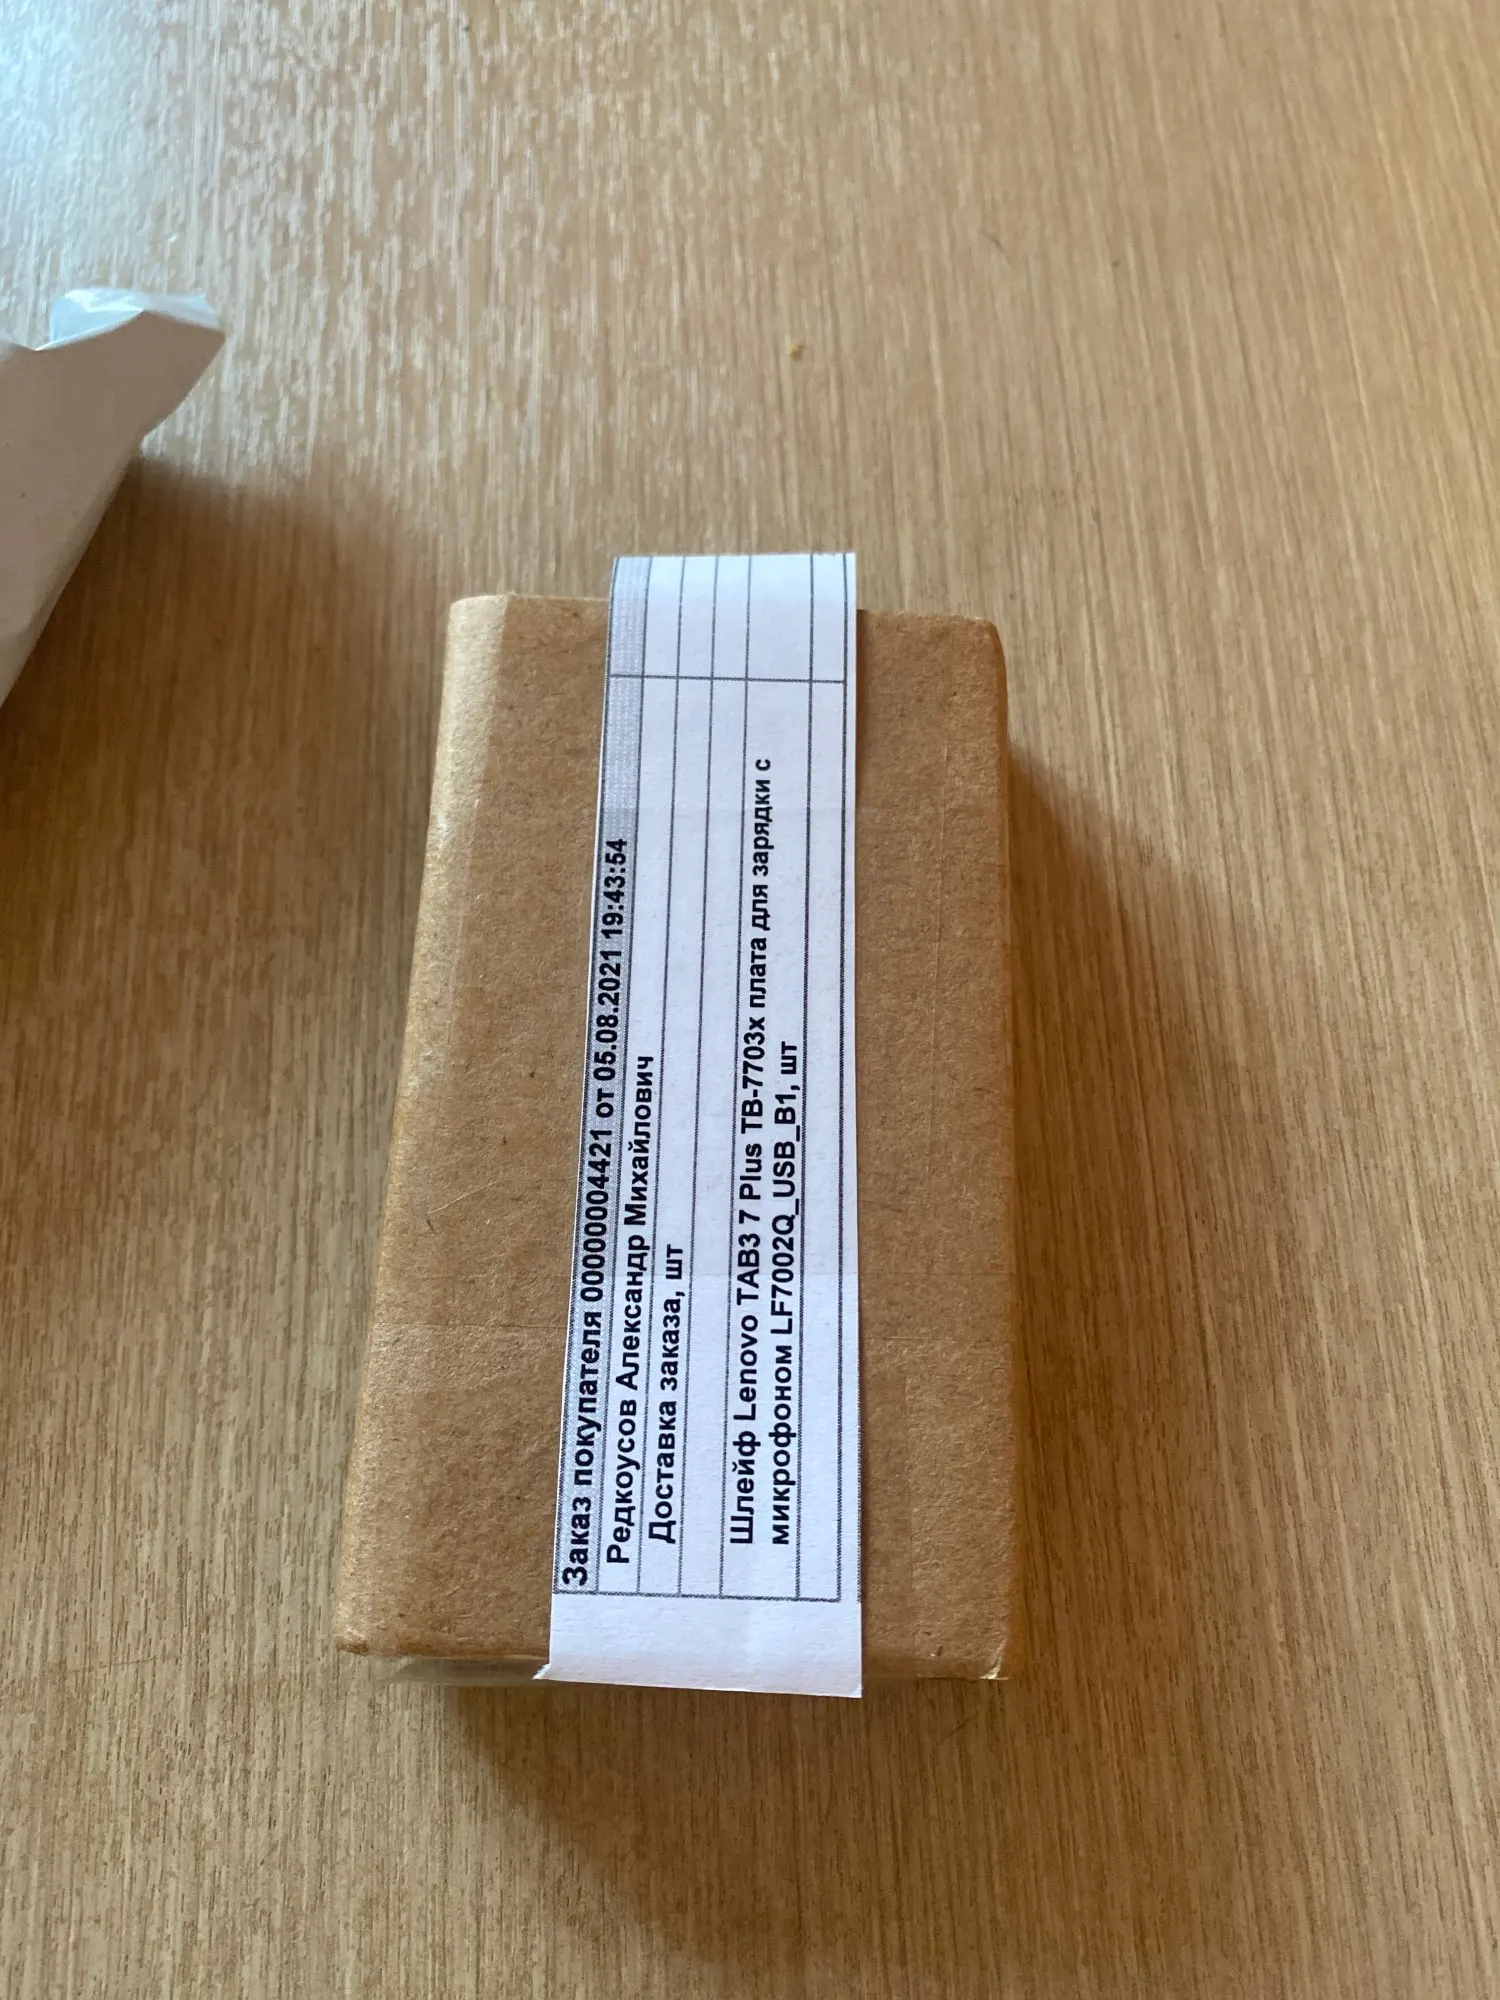 Заказ покупателя 00000004421 от 05.08.2021 19:43:54
Редкоусов Александр Михайлович
Доставка заказа, шт
Шлейф Lenovo TAB3 7 Plus TB-7703x плата для зарядки с
микрофоном LF7002Q_USB_B1, шт